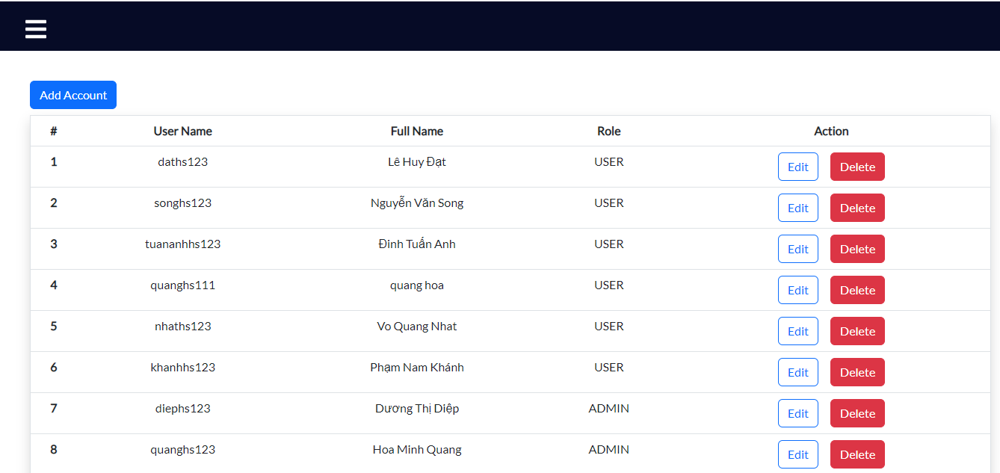 Add Account
# User Name Full Name Role Action
1 daths123 Lê Huy Đạt USER Edit Delete
2 songhs123 Nguyễn Văn Song USER Edit Delete
3 tuananhhs123 Đinh Tuấn Anh USER Edit Delete
4 quanghs111 quang hoa USER Edit Delete
5 nhaths123 Vo Quang Nhat USER Edit Delete
6 khanhhs123 Phạm Nam Khánh USER Edit Delete
7 diephs123 Dương Thị Diệp ADMIN Edit Delete
8 quanghs123 Hoa Minh Quang ADMIN Edit Delete